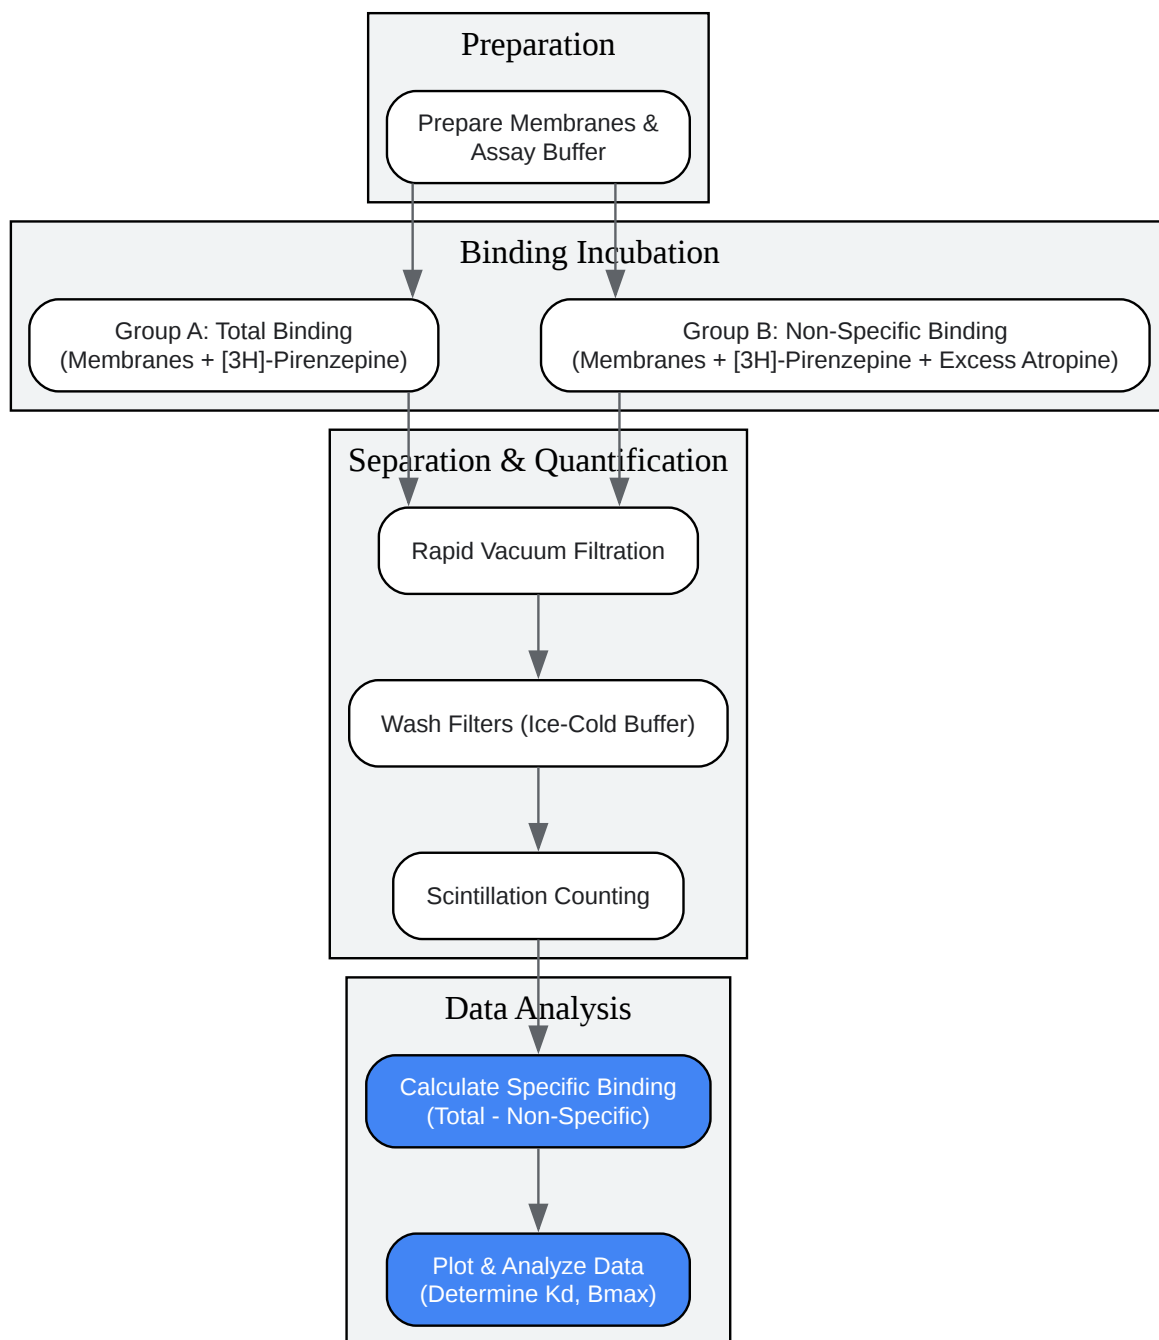 Preparation
Prepare Membranes &
Assay Buffer
Binding Incubation
Group A: Total Binding
(Membranes + [3H]-Pirenzepine)
Group B: Non-Specific Binding
(Membranes + [3H]-Pirenzepine + Excess Atropine)
Separation & Quantification
Rapid Vacuum Filtration
Wash Filters (Ice-Cold Buffer)
Scintillation Counting
Data Analysis
Calculate Specific Binding
(Total - Non-Specific)
Plot & Analyze Data
(Determine Kd, Bmax)